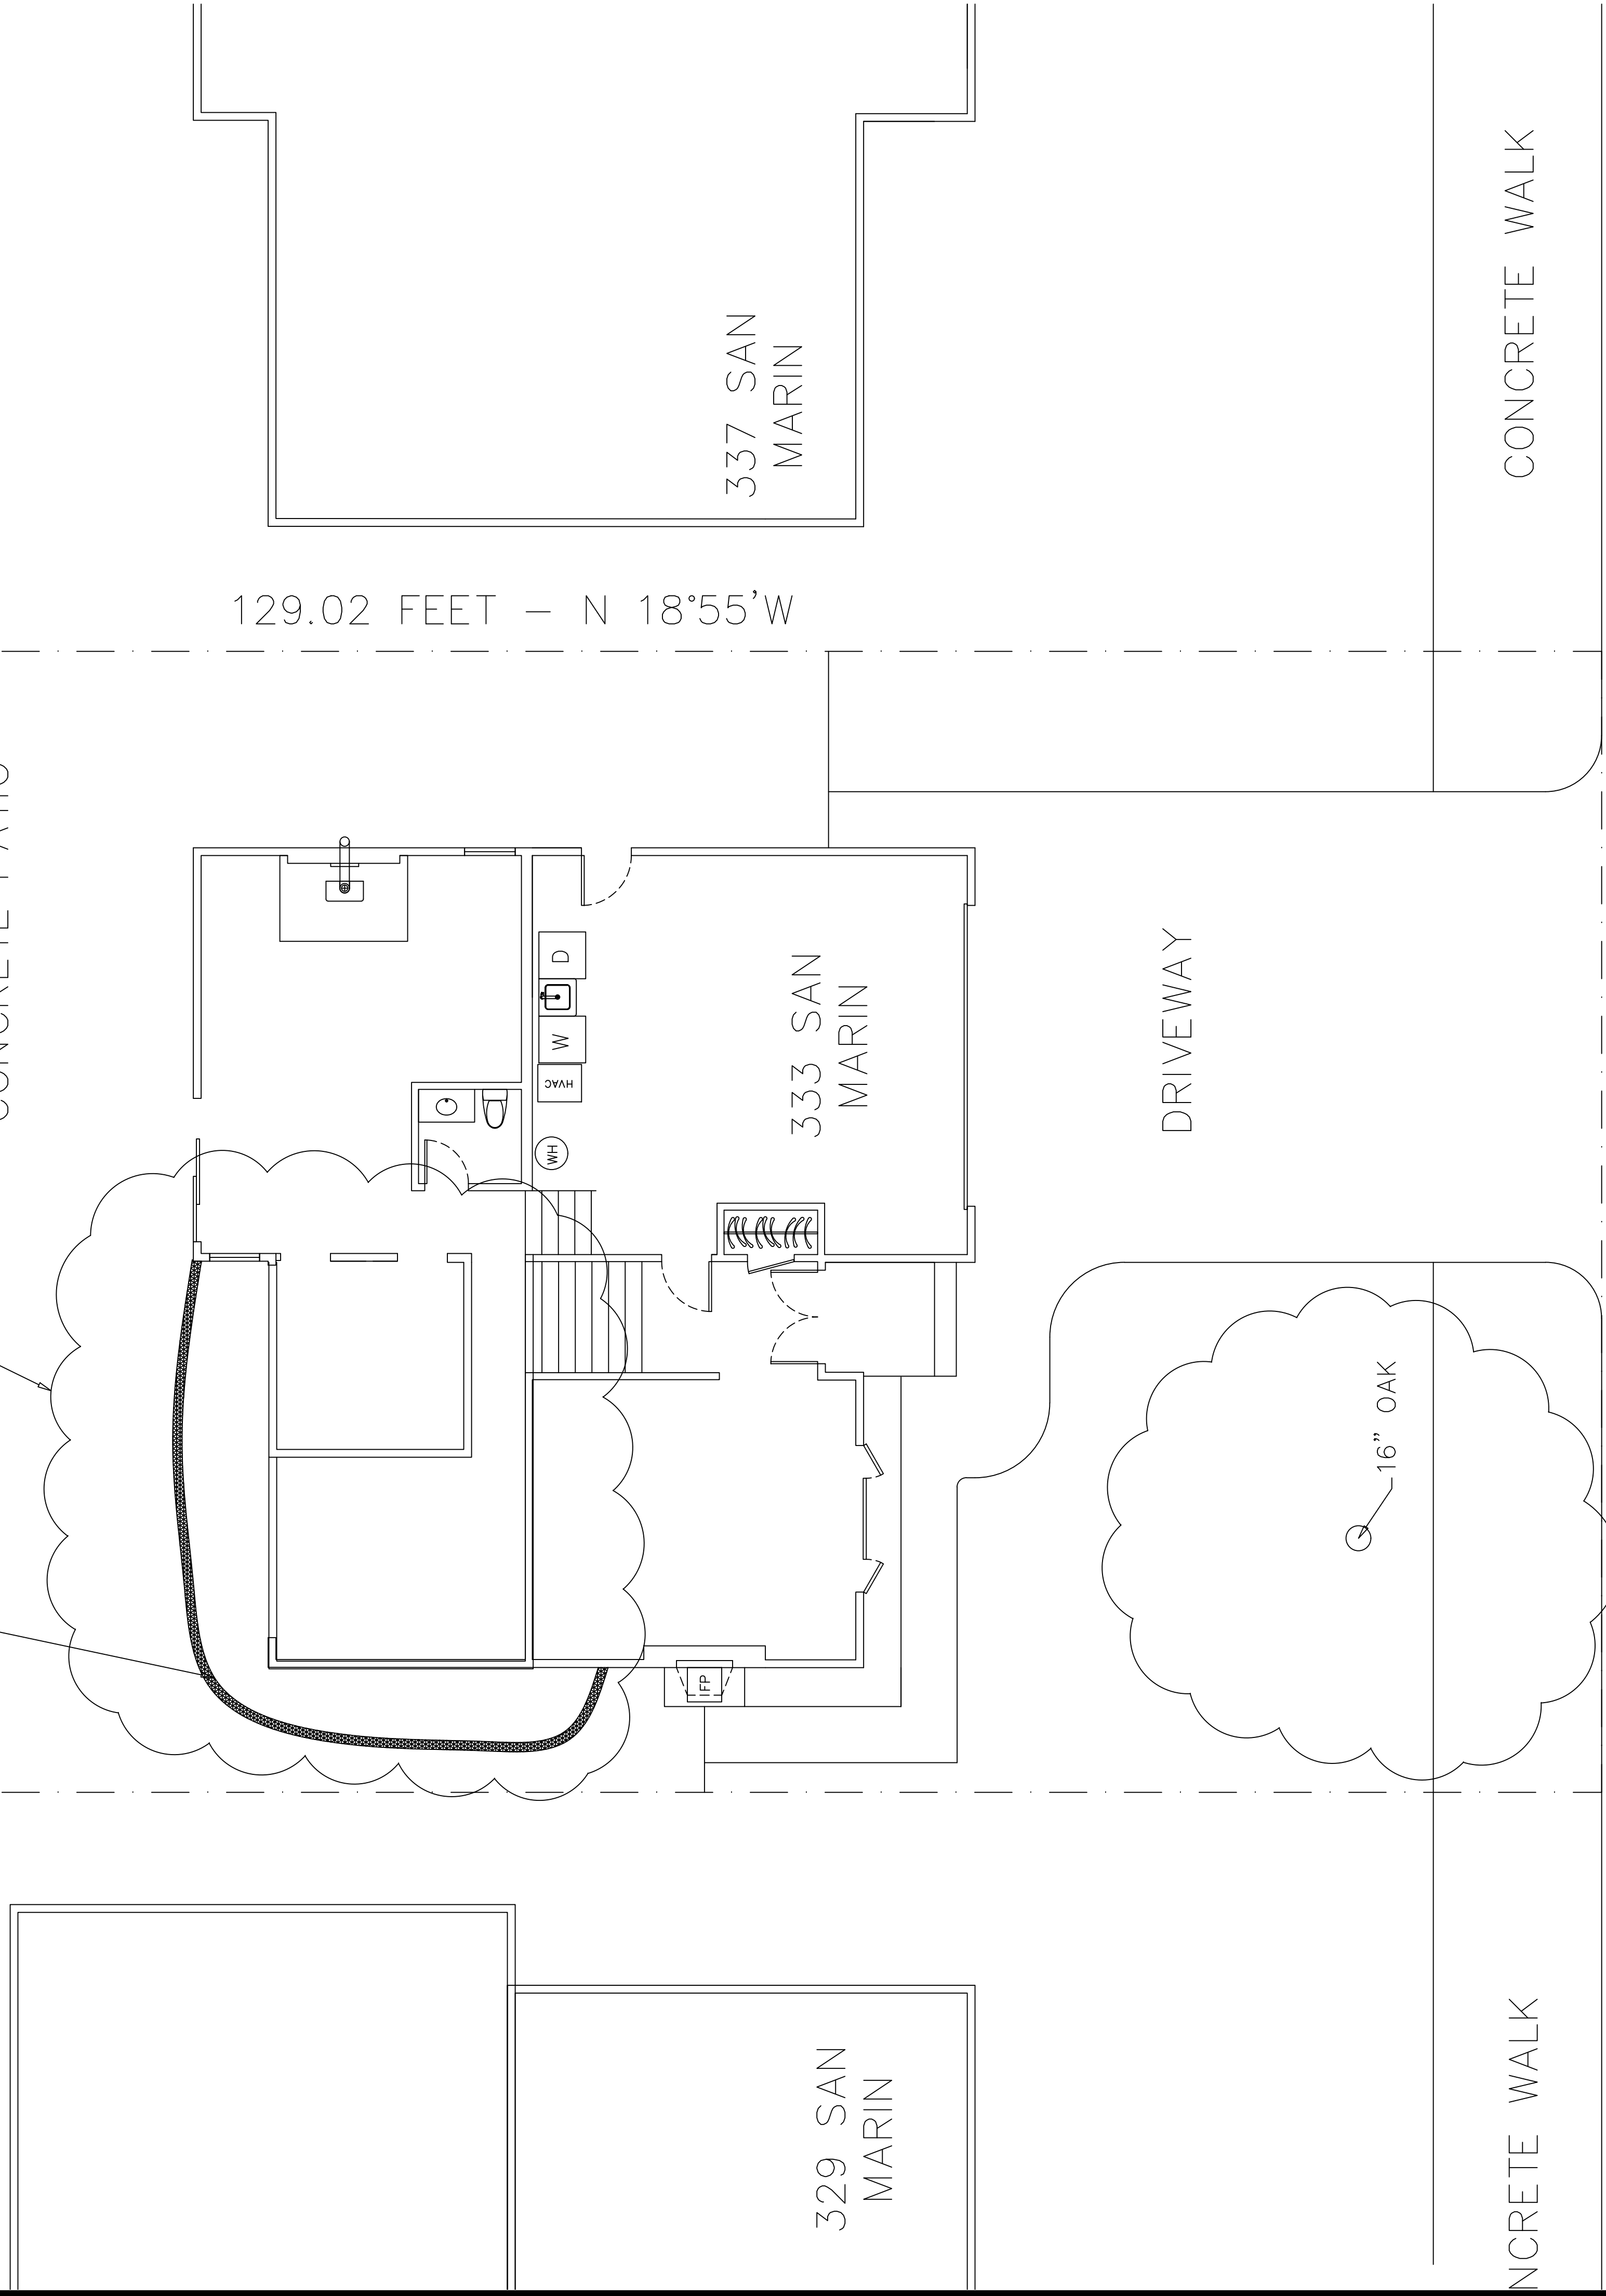 CONCRETE WALK
337 SAN
MARIN
129.02 FEET – N 18°55'W
D
W
HVAC
WH
333 SAN
MARIN
DRIVEWAY
16" OAK
FP
329 SAN
MARIN
NCRETE WALK